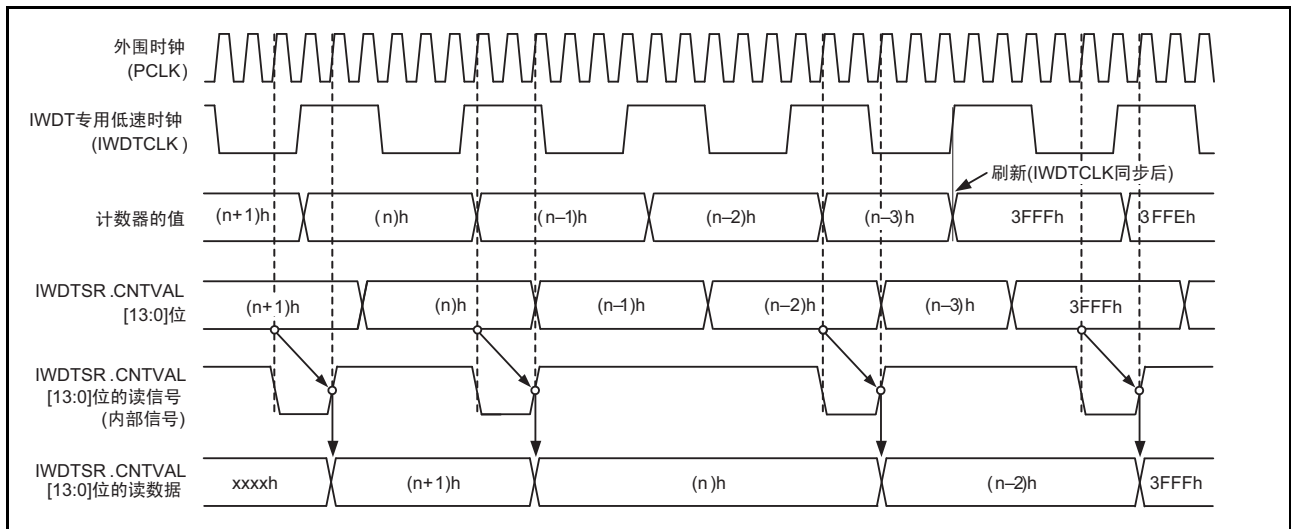 外围时钟
(PCLK)
IWDT专用低速时钟
(IWDTCLK )
刷新(IWDTCLK同步后)
计数器的值
(n+1)h
( n)h
( n–1)h
( n–2)h
(n–3) h
3FFFh
3FFEh
IWDTSR .CNTVAL
[13:0]位
(n+ 1)h
(n)h
(n–1)h
(n–2)h
(n–3)h
3FFFh
IWDTSR .CNTVAL
[13:0]位的读信号
(内部信号)
IWDTSR .CNTVAL
[13:0]位的读数据
xxxxh
(n+1)h
(n )h
( n–2)h
3FFFh